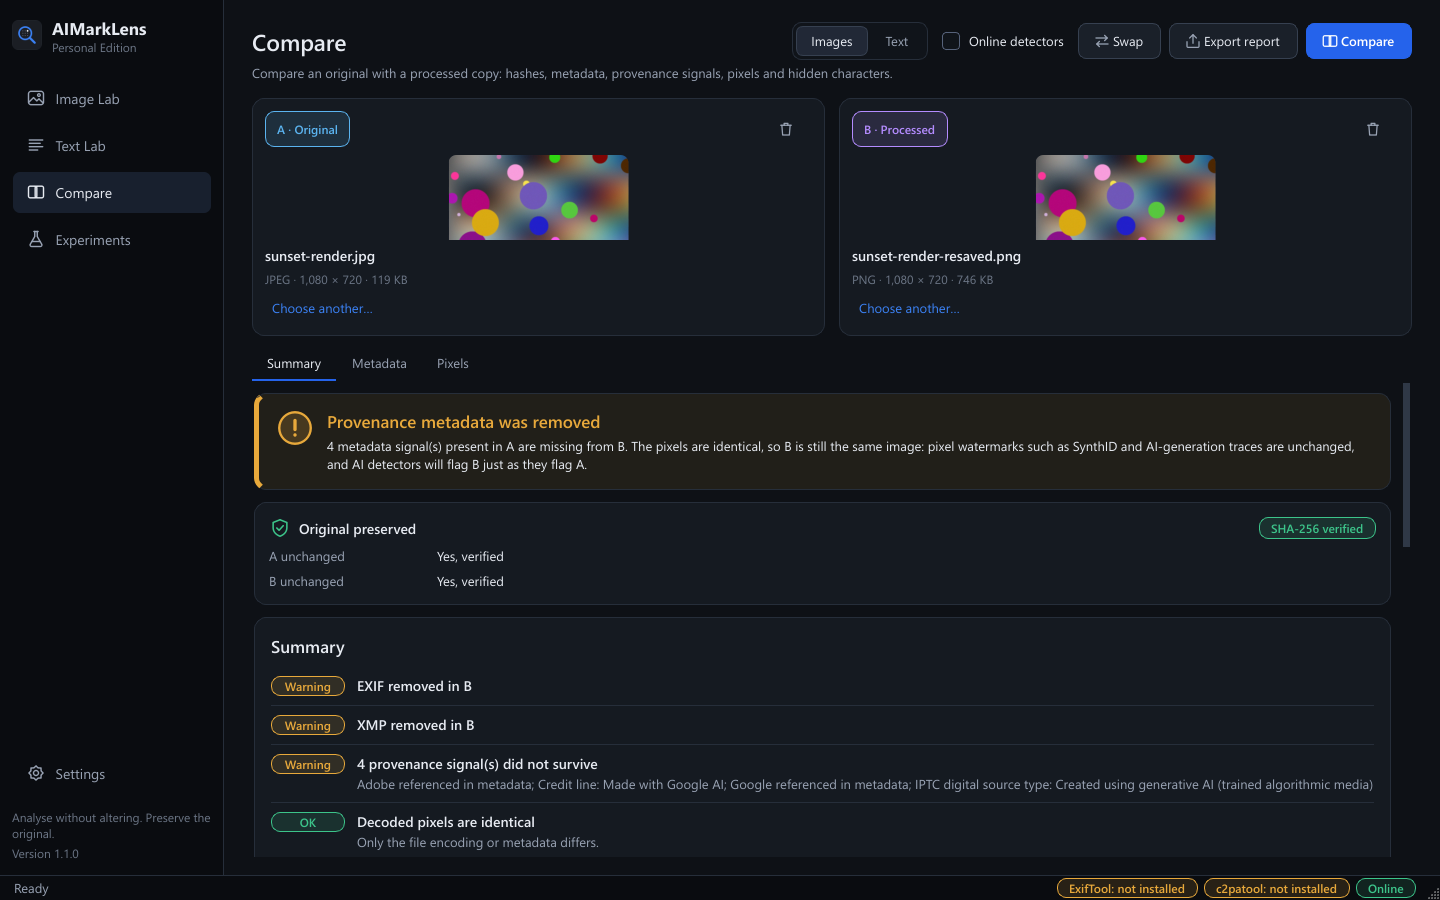 AIMarkLens
Personal Edition
Image Lab
Text Lab
Compare
Experiments
Settings
Analyse without altering. Preserve the
original.
Version 1.1.0
Compare
Images
Text
Online detectors
Swap
Export report
Compare
Compare an original with a processed copy: hashes, metadata, provenance signals, pixels and hidden characters.
A · Original
sunset-render.jpg
JPEG · 1,080 × 720 · 119 KB
Choose another...
B · Processed
sunset-render-resaved.png
PNG · 1,080 × 720 · 746 KB
Choose another...
Summary
Metadata
Pixels
Provenance metadata was removed
4 metadata signal(s) present in A are missing from B. The pixels are identical, so B is still the same image: pixel watermarks such as SynthID and AI-generation traces are unchanged,
and AI detectors will flag B just as they flag A.
Original preserved
SHA-256 verified
A unchanged Yes, verified
B unchanged Yes, verified
Summary
Warning EXIF removed in B
Warning XMP removed in B
Warning 4 provenance signal(s) did not survive
Adobe referenced in metadata; Credit line: Made with Google AI; Google referenced in metadata; IPTC digital source type: Created using generative AI (trained algorithmic media)
OK Decoded pixels are identical
Only the file encoding or metadata differs.
Ready
ExifTool: not installed
c2patool: not installed
Online